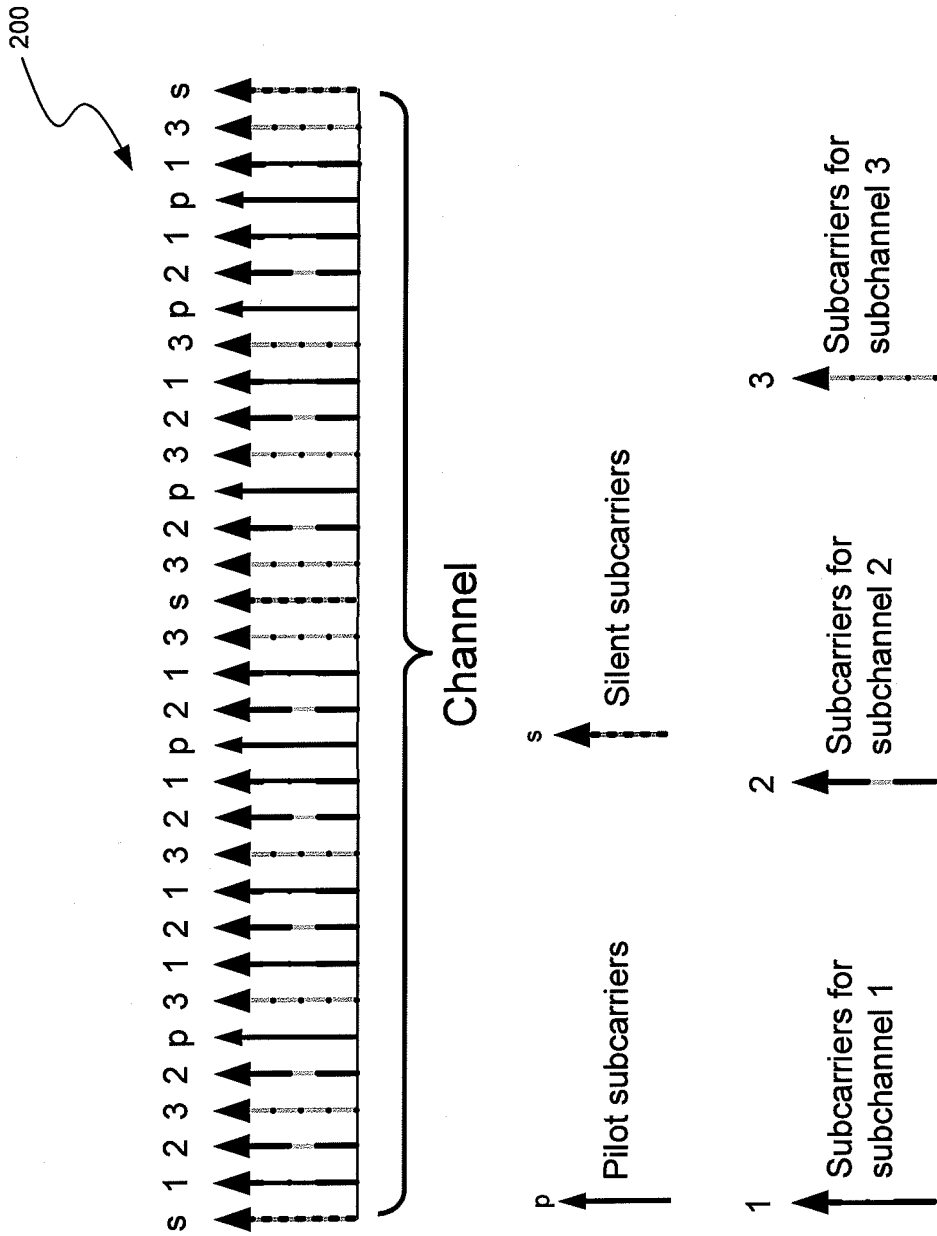 200
s 1 2 3 2 p 3 1 2 1 3 2 1 p 2 1 3 s 3 2 p 3 2 1 3 p 2 1 p 1 3 s
Channel
p Pilot subcarriers
s Silent subcarriers
1 Subcarriers for
subchannel 1
2 Subcarriers for
subchannel 2
3 Subcarriers for
subchannel 3